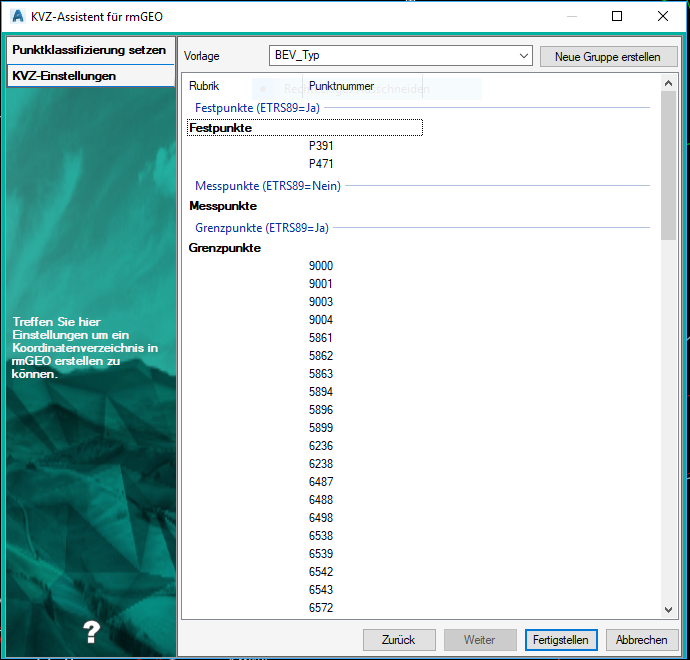 KVZ-Assistent für rmGEO
Punktklassifizierung setzen
KVZ-Einstellungen
Treffen Sie hier
Einstellungen um ein
Koordinatenverzeichnis in
rmGEO erstellen zu
können.
?
Vorlage
BEV_Typ
Neue Gruppe erstellen
Rubrik Punktnummer
Festpunkte (ETRS89=Ja)
Festpunkte
P391
P471
Messpunkte (ETRS89=Nein)
Messpunkte
Grenzpunkte (ETRS89=Ja)
Grenzpunkte
9000
9001
9003
9004
5861
5862
5863
5894
5896
5899
6236
6238
6487
6488
6498
6538
6539
6542
6543
6572
Zurück
Weiter
Fertigstellen
Abbrechen